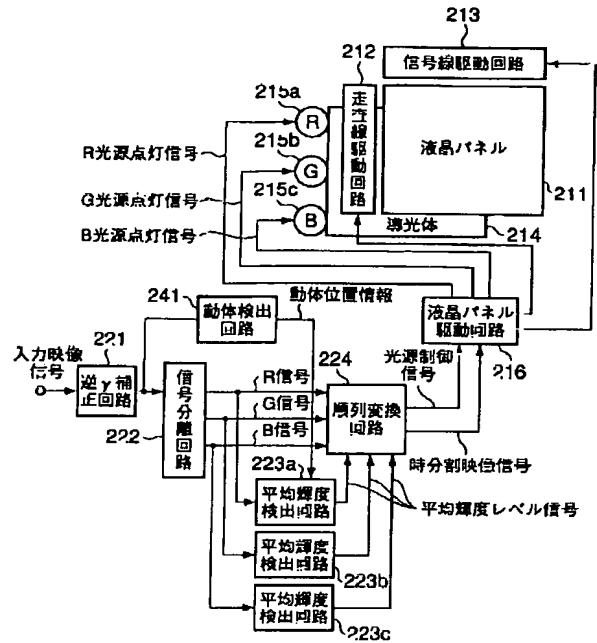 213
212
信号線駆動回路
215a
走査線駆動回路
R
215b
液晶パネル
R光源点灯信号
G
215c
G光源点灯信号
211
B
B光源点灯信号
導光体
214
241
動体位置情報
動体検出
回路
液晶パネル
駆動回路
221
224
入力映像
信号
光源制御
信号
216
R信号
逆γ補
正回路
信号分離回路
G信号
順列変換
回路
222
B信号
時分割映像信号
223a
平均輝度
検出回路
平均輝度レベル信号
平均輝度
検出回路
223b
平均輝度
検出回路
223c